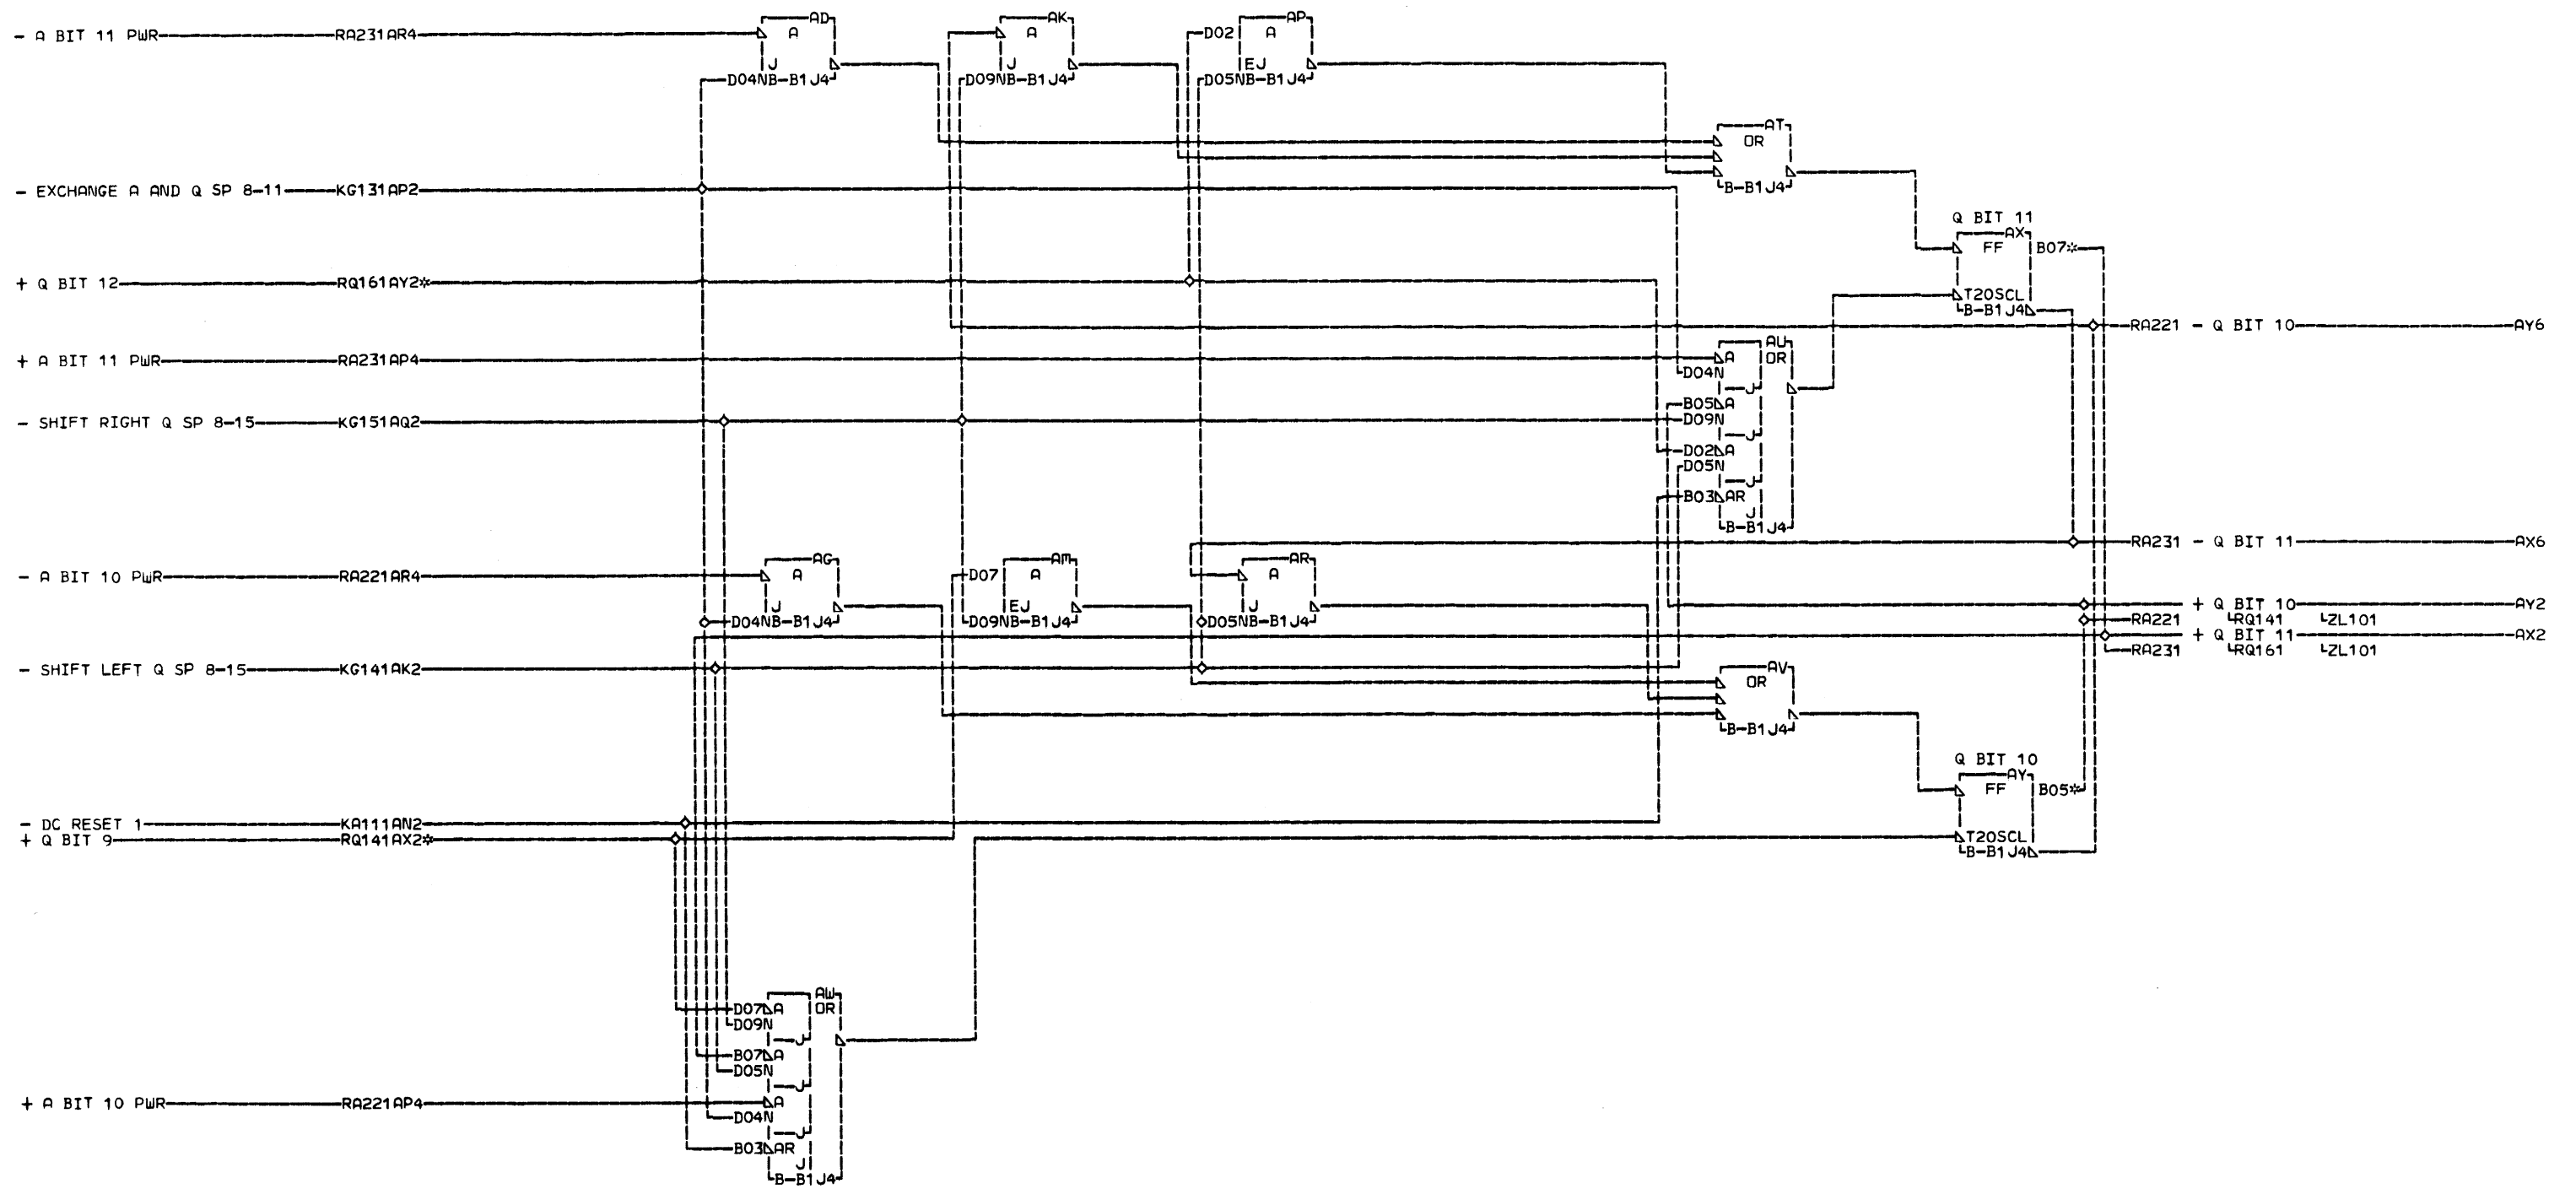 AD AK AP
- A BIT 11 PWR RA231AR4 A A D02 A
J J EJ
D04NB-B1J4 D09NB-B1J4 D05NB-B1J4
AT
OR
- EXCHANGE A AND Q SP 8-11 KG131AP2 B-B1J4
Q BIT 11
AX
FF B07*
+ Q BIT 12 RQ161AY2*
T20SCL
B-B1J4
RA221 - Q BIT 10 AY6
AU
+ A BIT 11 PWR RA231AP4 A OR
D04N
J
B05 A
- SHIFT RIGHT Q SP 8-15 KG151AQ2 D09N
J
D02 A
D05N
J
B03 AR
J
B-B1J4
RA231 - Q BIT 11 AX6
AG AM AR
- A BIT 10 PWR RA221AR4 A D07 A A
J EJ J
+ Q BIT 10 AY2
D04NB-B1J4 D09NB-B1J4 D05NB-B1J4 RA221 RQ141 ZL101
+ Q BIT 11 AX2
RA231 RQ161 ZL101
- SHIFT LEFT Q SP 8-15 KG141AK2 AV
OR
B-B1J4
Q BIT 10
AY
FF B05*
- DC RESET 1 KA111AN2
+ Q BIT 9 RQ141AX2* T20SCL
B-B1J4
AW
D07 A OR
D09N
J
B07 A
D05N
J
+ A BIT 10 PWR RA221AP4 A
D04N
J
B03 AR
J
B-B1J4